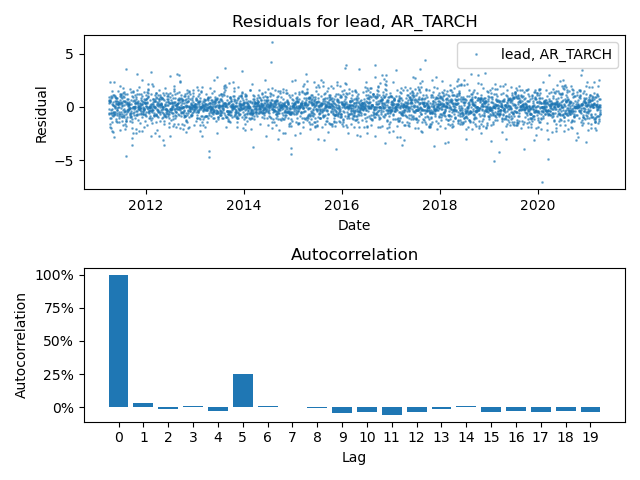 Residuals for lead, AR_TARCH
Residual
5
0
−5
lead, AR_TARCH
2012 2014 2016 2018 2020
Date
Autocorrelation
Autocorrelation
100%
75%
50%
25%
0%
0 1 2 3 4 5 6 7 8 9 10 11 12 13 14 15 16 17 18 19
Lag